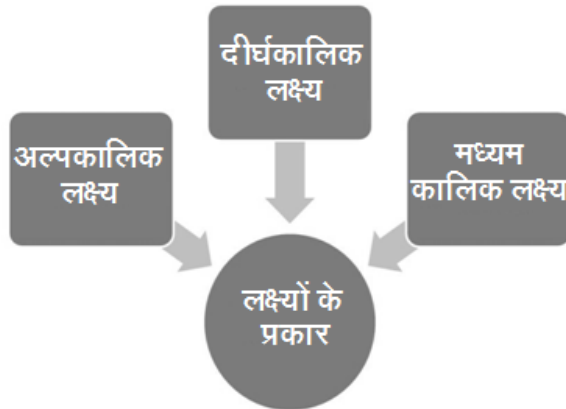 दीर्घकालिक
लक्ष्य
अल्पकालिक
लक्ष्य
मध्यम
कालिक लक्ष्य
लक्ष्यों के
प्रकार